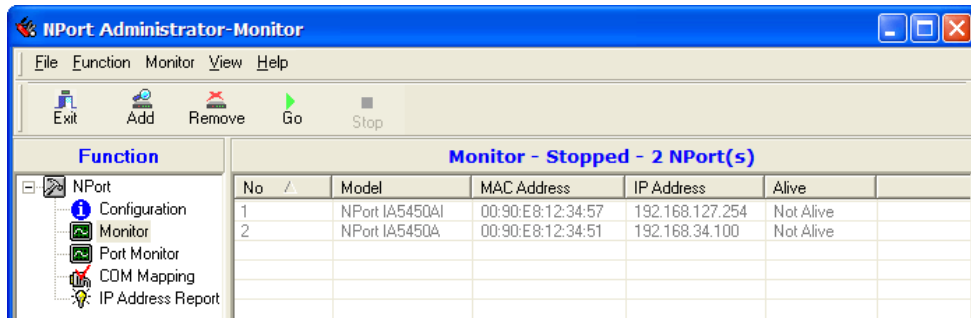 NPort Administrator-Monitor
File Function Monitor View Help
Exit Add Remove Go Stop
Function
Monitor - Stopped - 2 NPort(s)
NPort
Configuration
Monitor
Port Monitor
COM Mapping
IP Address Report
No Model MAC Address IP Address Alive
1 NPort IA5450AI 00:90:E8:12:34:57 192.168.127.254 Not Alive
2 NPort IA5450A 00:90:E8:12:34:51 192.168.34.100 Not Alive